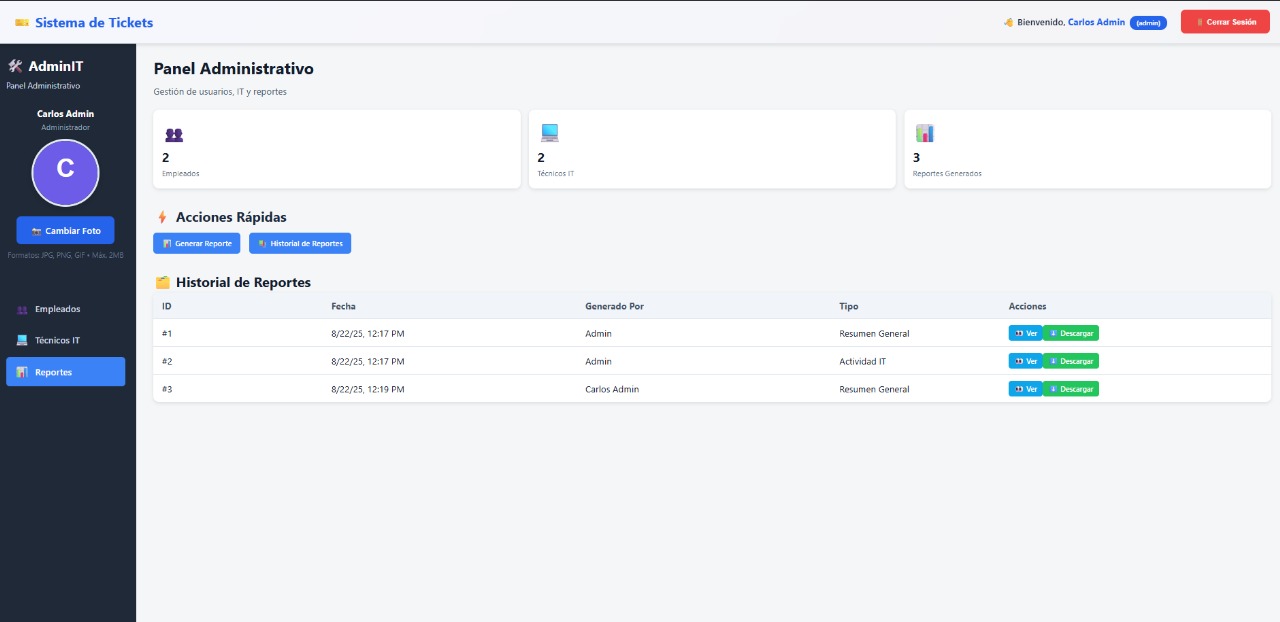 Sistema de Tickets
Bienvenido, Carlos Admin (admin)
Cerrar Sesión
AdminIT
Panel Administrativo
Carlos Admin
Administrador
C
Cambiar Foto
Formatos: JPG, PNG, GIF • Máx. 2MB
Empleados
Técnicos IT
Reportes
Panel Administrativo
Gestión de usuarios, IT y reportes
2
Empleados
2
Técnicos IT
3
Reportes Generados
Acciones Rápidas
Generar Reporte
Historial de Reportes
Historial de Reportes
ID Fecha Generado Por Tipo Acciones
#1 8/22/25, 12:17 PM Admin Resumen General Ver Descargar
#2 8/22/25, 12:17 PM Admin Actividad IT Ver Descargar
#3 8/22/25, 12:19 PM Carlos Admin Resumen General Ver Descargar